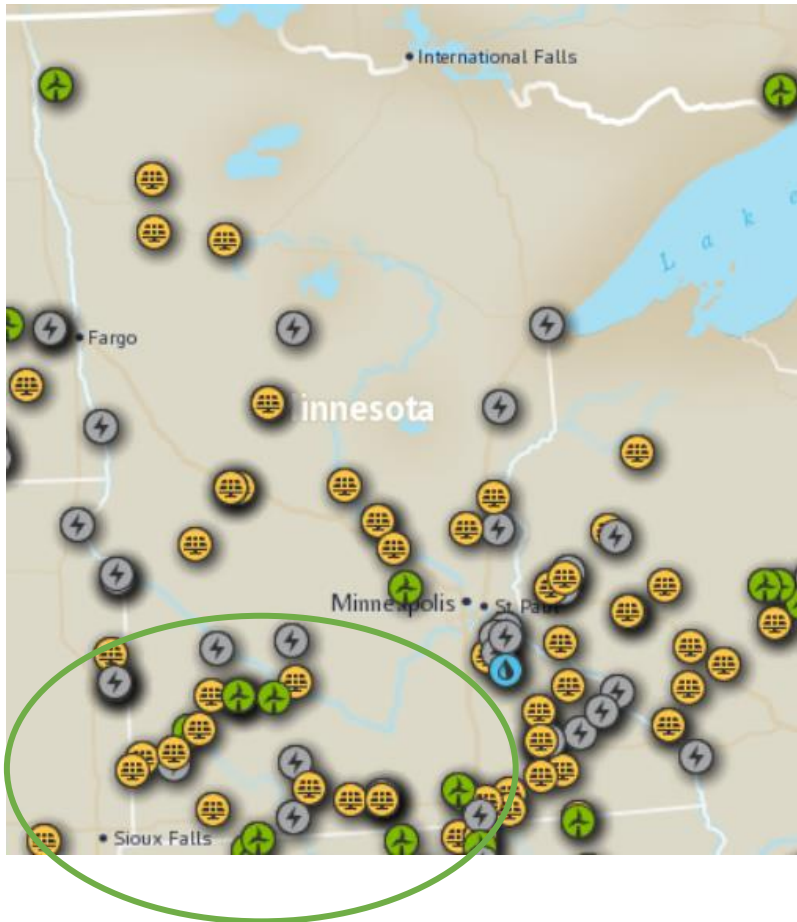 International Falls
L a k e
Fargo
innesota
Minneapolis
St. Paul
Sioux Falls